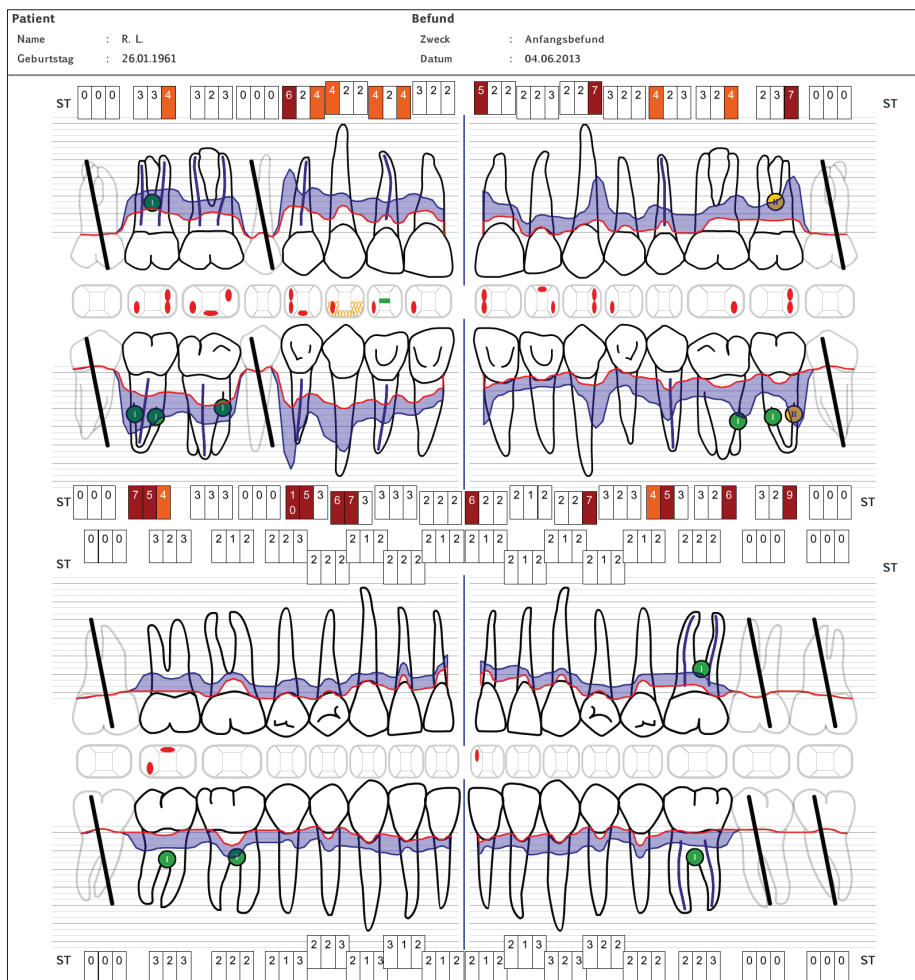 Patient Befund
Name : R. L. Zweck : Anfangsbefund
Geburtstag : 26.01.1961 Datum : 04.06.2013
ST 0 0 0 3 3 4 3 2 3 0 0 0 6 2 4 4 2 2 4 2 4 3 2 2 5 2 2 2 2 3 2 2 7 3 2 2 4 2 3 3 2 4 2 3 7 0 0 0 ST
I II
I I I I I II
ST 0 0 0 7 5 4 3 3 3 0 0 0 10 5 3 6 7 3 3 3 3 2 2 2 6 2 2 2 1 2 2 2 7 3 2 3 4 5 3 3 2 6 3 2 9 0 0 0 ST
ST 0 0 0 3 2 3 2 1 2 2 2 3 2 2 2 2 1 2 2 2 2 2 1 2 2 1 2 2 1 2 2 1 2 2 1 2 2 1 2 2 2 2 0 0 0 0 0 0 ST
I
I I I
ST 0 0 0 3 2 3 2 2 2 2 1 3 2 2 3 2 1 3 3 1 2 2 1 2 2 1 2 2 1 3 3 2 3 3 2 2 2 2 2 2 2 3 0 0 0 0 0 0 ST